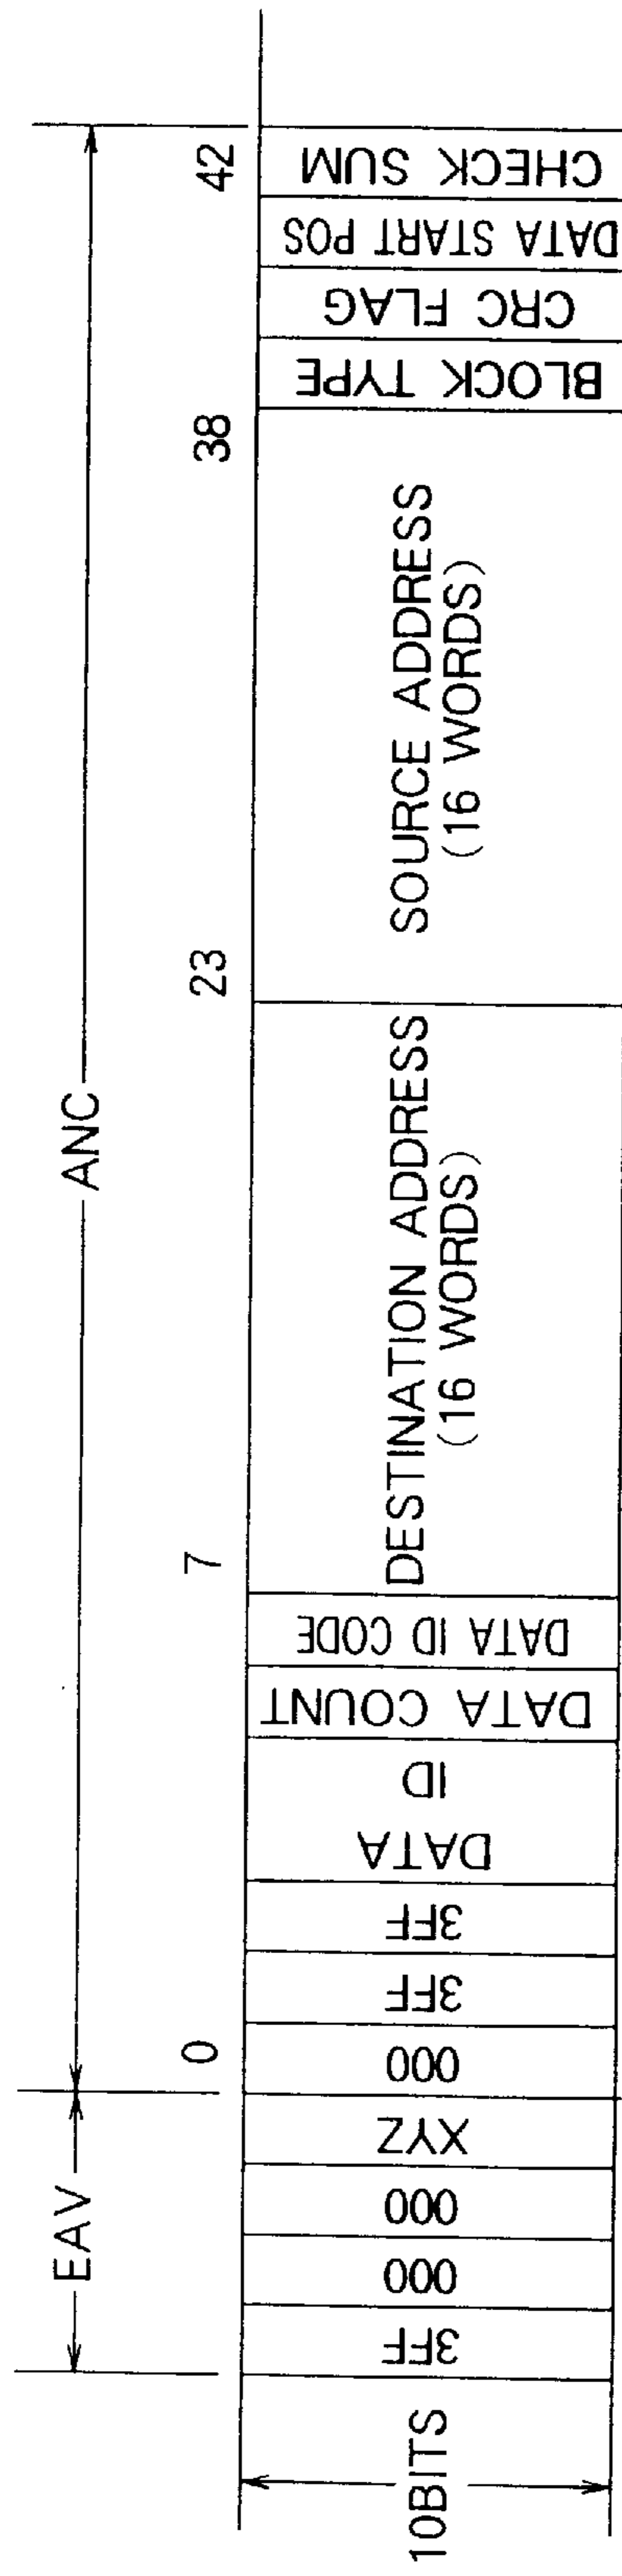 EAV
ANC
0
7
23
38
42
10BITS
3FF
000
000
XYZ
000
3FF
3FF
DATA
ID
DATA COUNT
DATA ID CODE
DESTINATION ADDRESS
(16 WORDS)
SOURCE ADDRESS
(16 WORDS)
BLOCK TYPE
CRC FLAG
DATA START POS
CHECK SUM